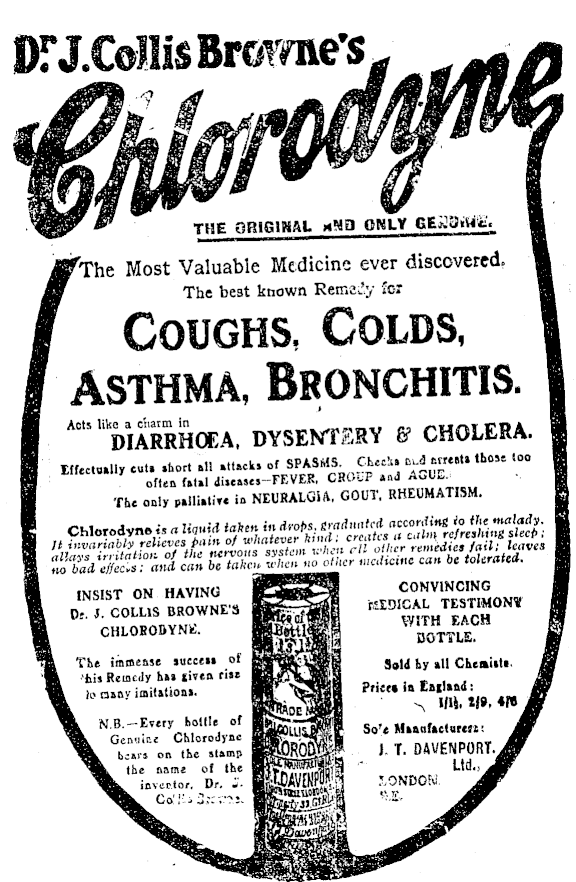 Dr. J. Collis Browne's
Chlorodyne
THE ORIGINAL AND ONLY GENUINE.
The Most Valuable Medicine ever discovered.
The best known Remedy for
COUGHS, COLDS,
ASTHMA, BRONCHITIS.
Acts like a charm in
DIARRHŒA, DYSENTERY & CHOLERA.
Effectually cuts short all attacks of SPASMS. Checks and arrests those too
often fatal diseases—FEVER, CROUP and AGUE.
The only palliative in NEURALGIA, GOUT, RHEUMATISM.
Chlorodyne is a liquid taken in drops, graduated according to the malady.
It invariably relieves pain of whatever kind; creates a calm refreshing sleep;
allays irritation of the nervous system when all other remedies fail; leaves
no bad effects; and can be taken when no other medicine can be tolerated.
INSIST ON HAVING
Dr. J. COLLIS BROWNE'S
CHLORODYNE.
The immense success of
this Remedy has given rise
to many imitations.
N.B.—Every bottle of
Genuine Chlorodyne
bears on the stamp
the name of the
inventor, Dr. J.
Collis Browne.
Price of
Bottle
TRADE MARK
COLLIS BROWNE
CHLORODYNE
J.T. DAVENPORT
CONVINCING
MEDICAL TESTIMONY
WITH EACH
BOTTLE.
Sold by all Chemists.
Prices in England:
1/1½, 2/9, 4/6
Sole Manufacturers:
J. T. DAVENPORT,
Ltd.,
LONDON
S.E.